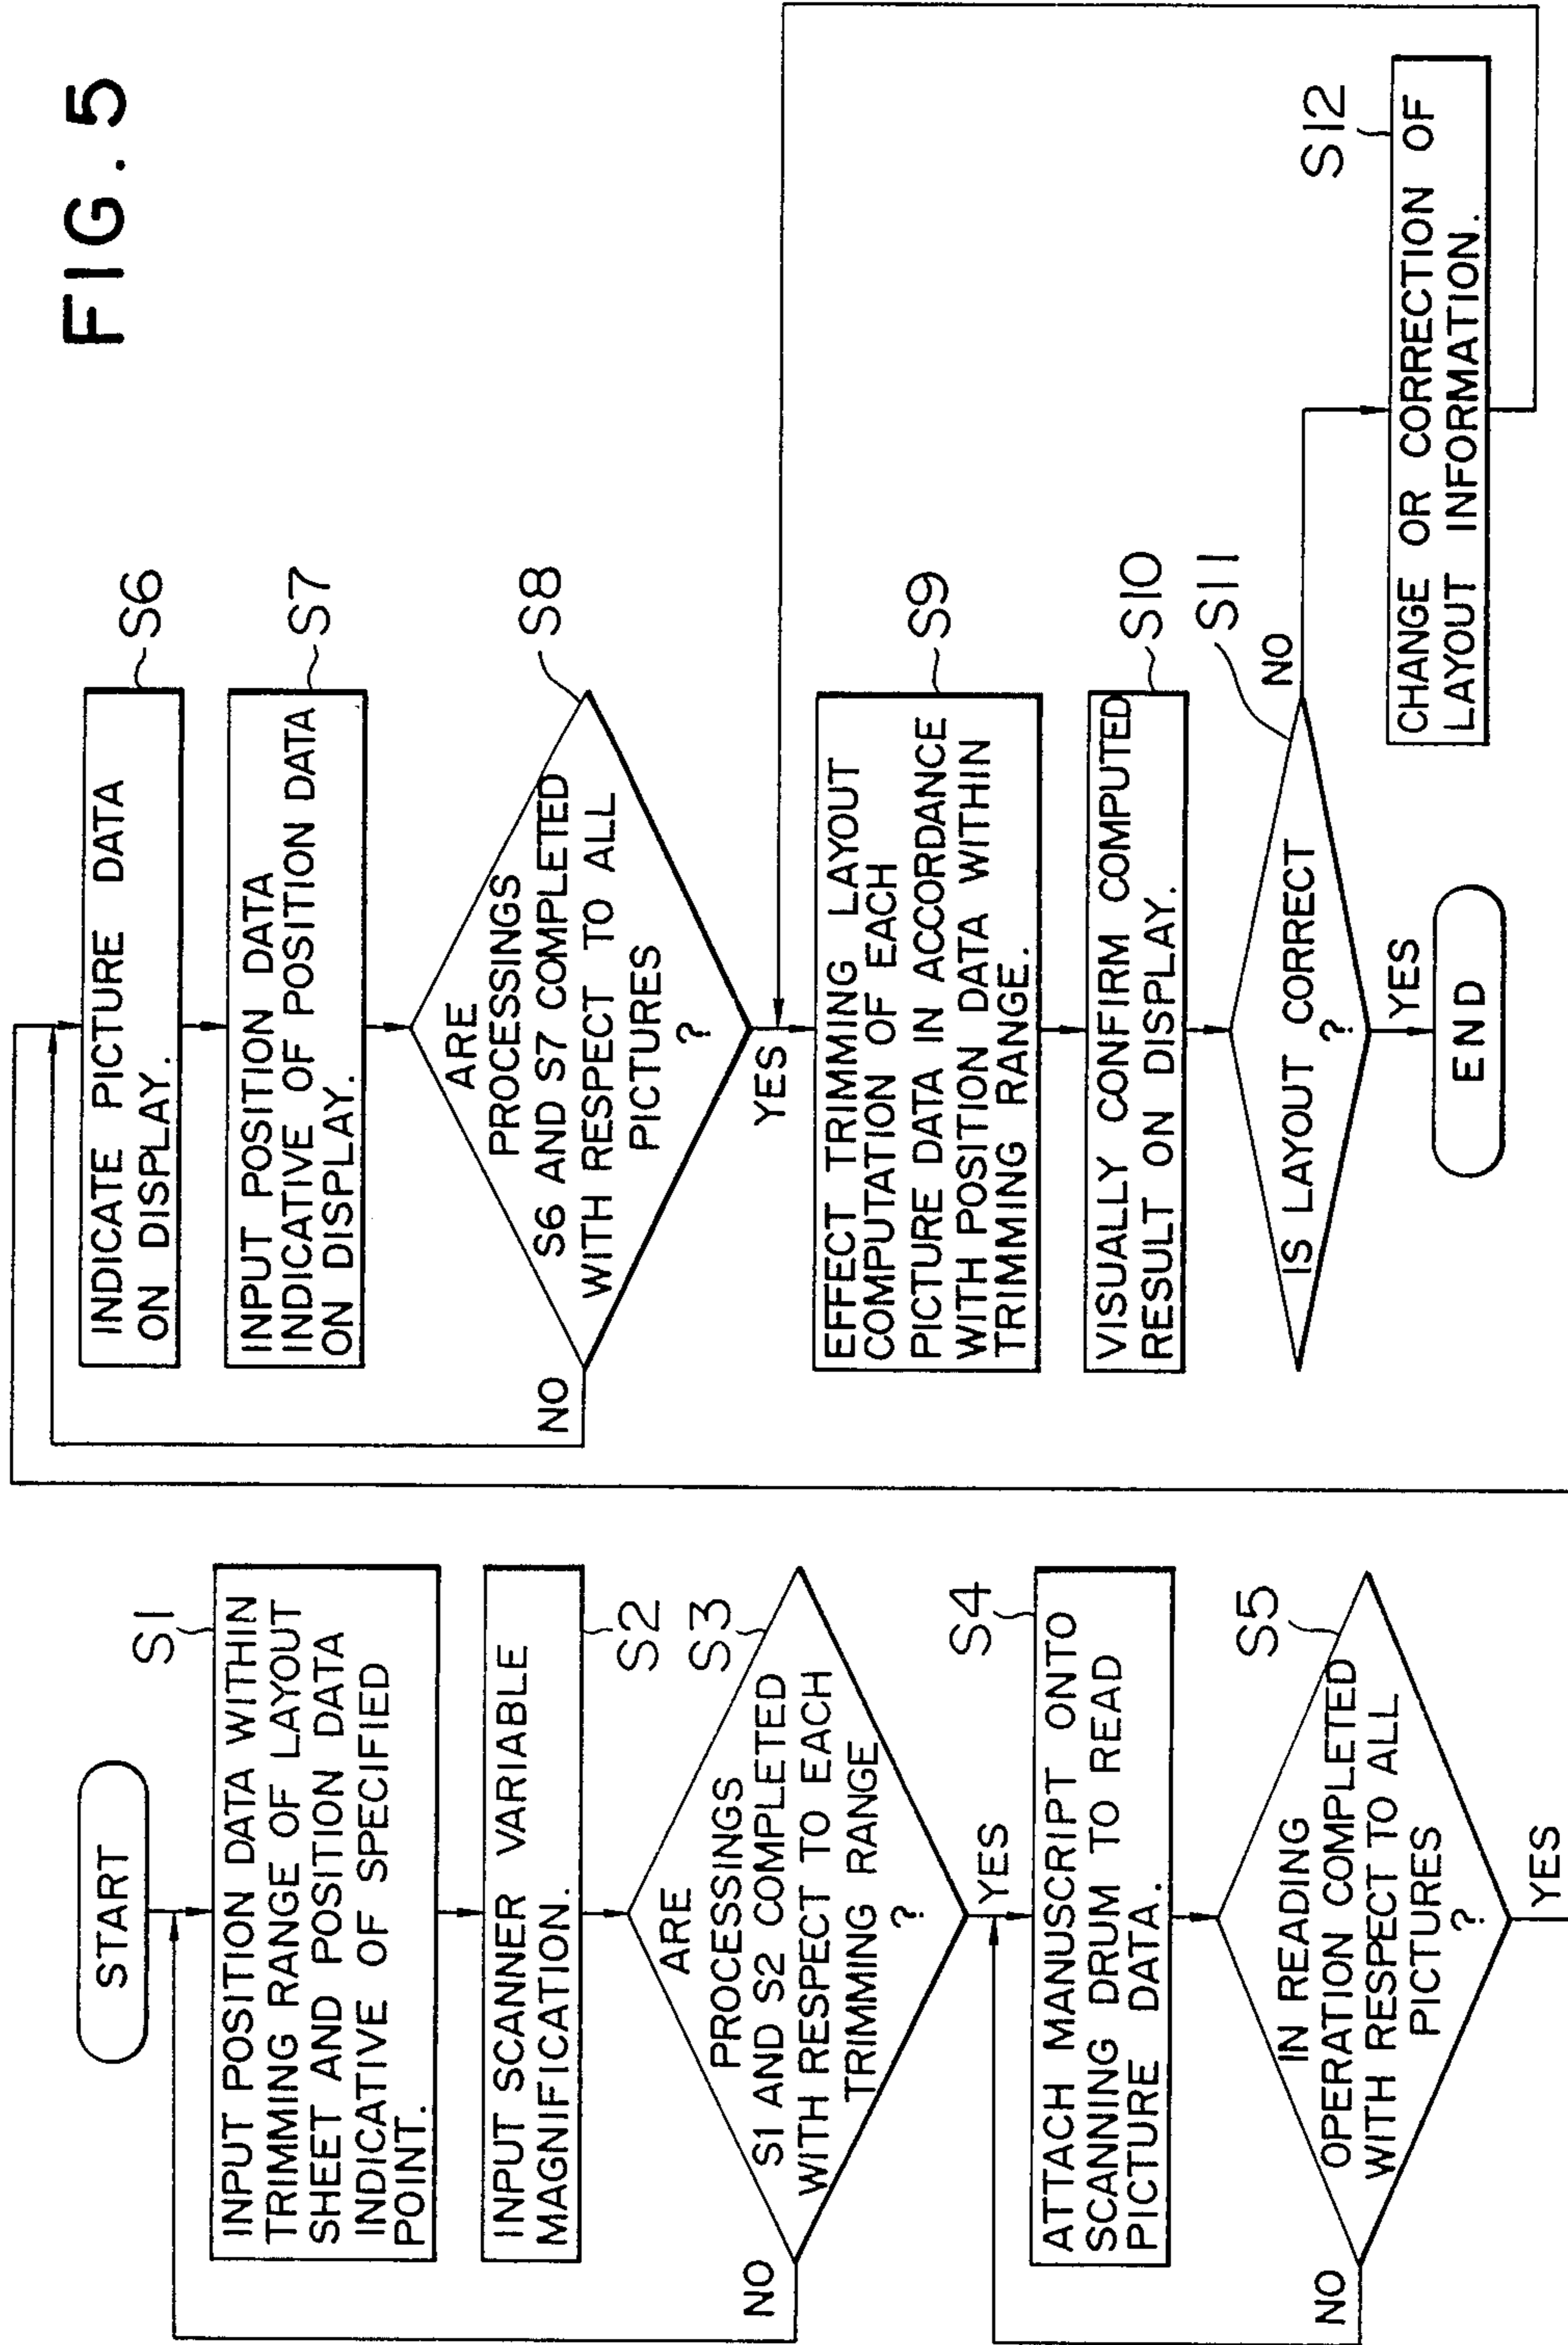 FIG. 5
START
S1
INPUT POSITION DATA WITHIN
TRIMMING RANGE OF LAYOUT
SHEET AND POSITION DATA
INDICATIVE OF SPECIFIED
POINT.
INPUT SCANNER VARIABLE
MAGNIFICATION.
S2
S3
ARE
PROCESSINGS
S1 AND S2 COMPLETED
WITH RESPECT TO EACH
TRIMMING RANGE
?
NO
YES
S4
ATTACH MANUSCRIPT ONTO
SCANNING DRUM TO READ
PICTURE DATA.
S5
IN READING
OPERATION COMPLETED
WITH RESPECT TO ALL
PICTURES
?
NO
YES
INDICATE PICTURE DATA
ON DISPLAY.
S6
INPUT POSITION DATA
INDICATIVE OF POSITION DATA
ON DISPLAY.
S7
ARE
PROCESSINGS
S6 AND S7 COMPLETED
WITH RESPECT TO ALL
PICTURES
?
S8
NO
YES
EFFECT TRIMMING LAYOUT
COMPUTATION OF EACH
PICTURE DATA IN ACCORDANCE
WITH POSITION DATA WITHIN
TRIMMING RANGE.
S9
VISUALLY CONFIRM COMPUTED
RESULT ON DISPLAY.
S10
S11
IS LAYOUT CORRECT
?
NO
YES
END
S12
CHANGE OR CORRECTION OF
LAYOUT INFORMATION.